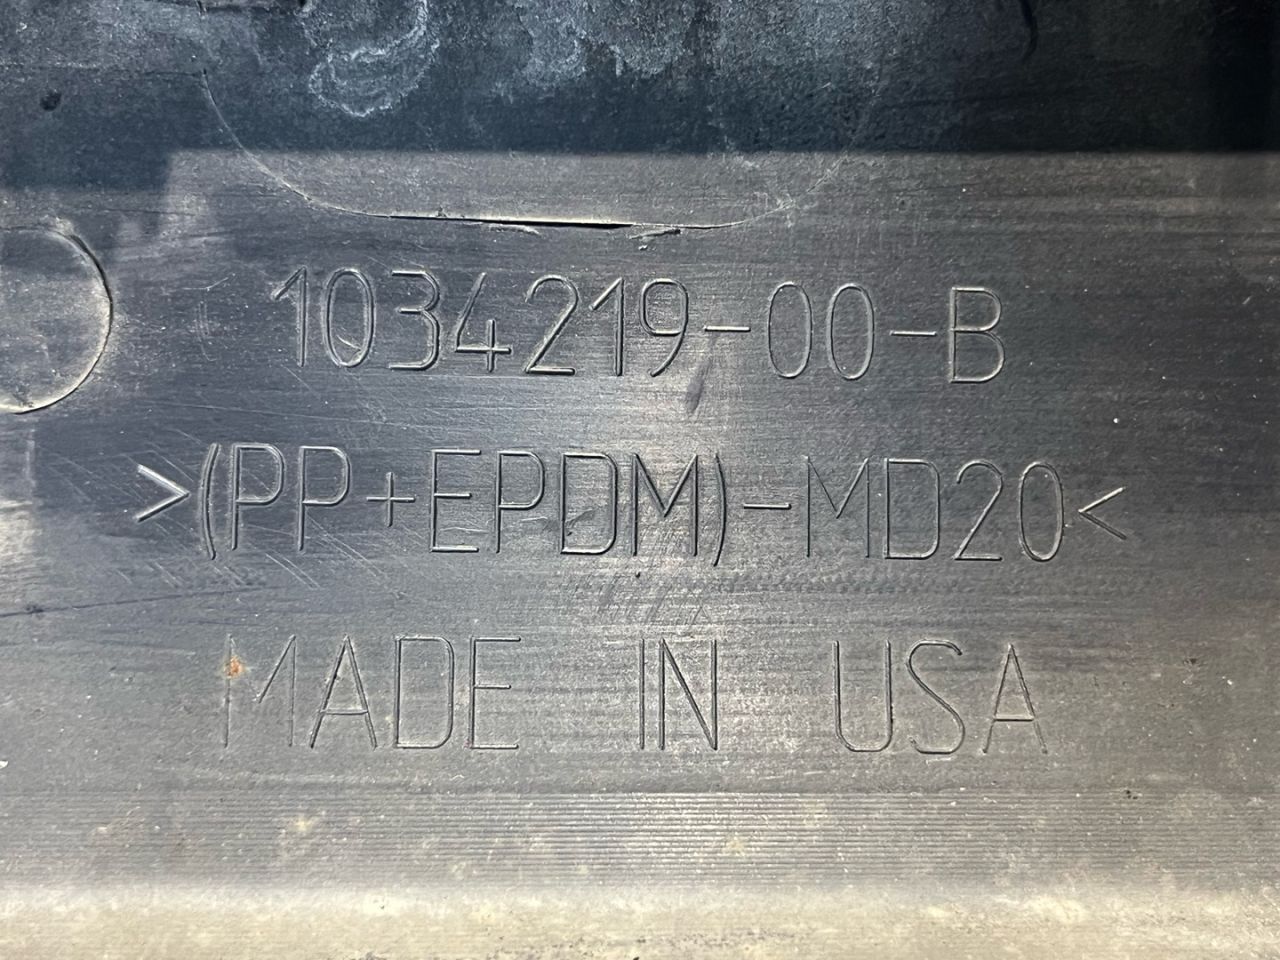 1034219-00-B
>(PP+EPDM)-MD20<
MADE IN USA